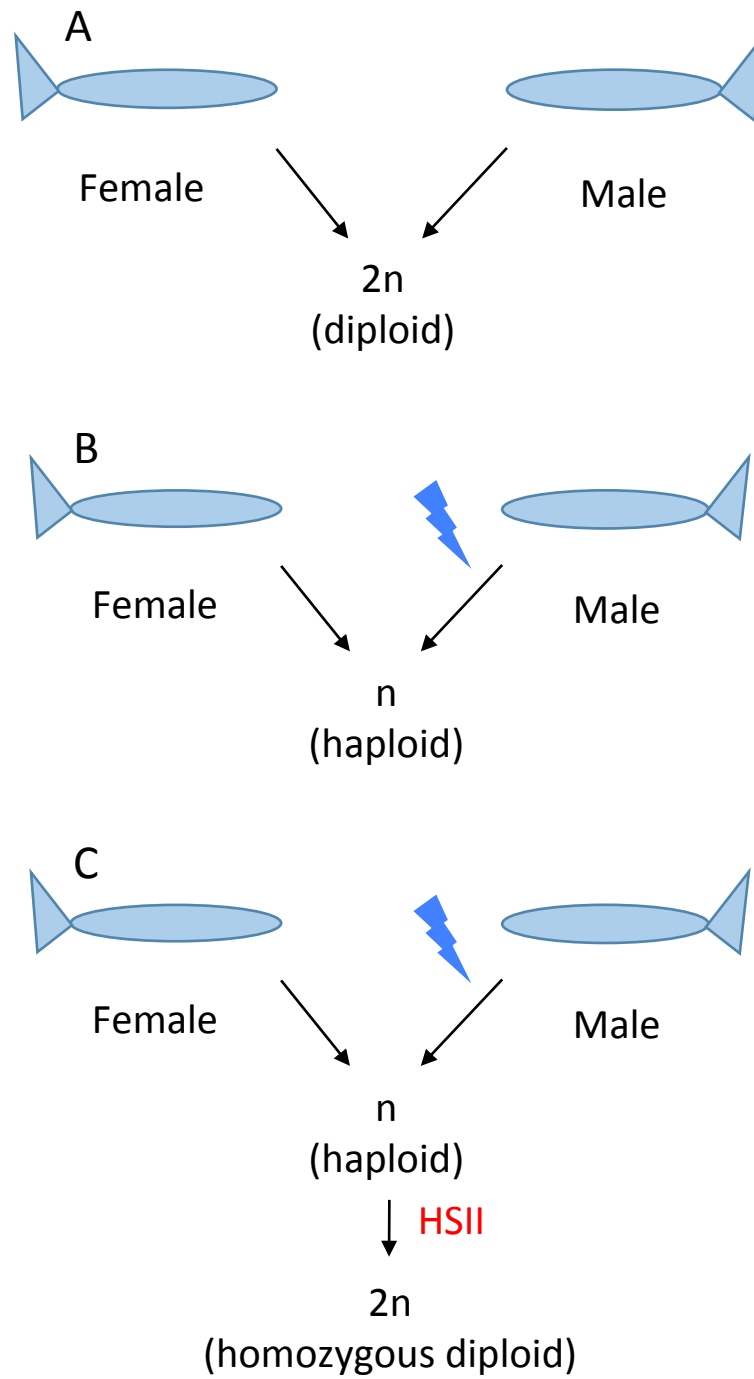 A
Female
Male
2n
(diploid)
B
Female
Male
n
(haploid)
C
Female
Male
n
(haploid)
HSII
2n
(homozygous diploid)